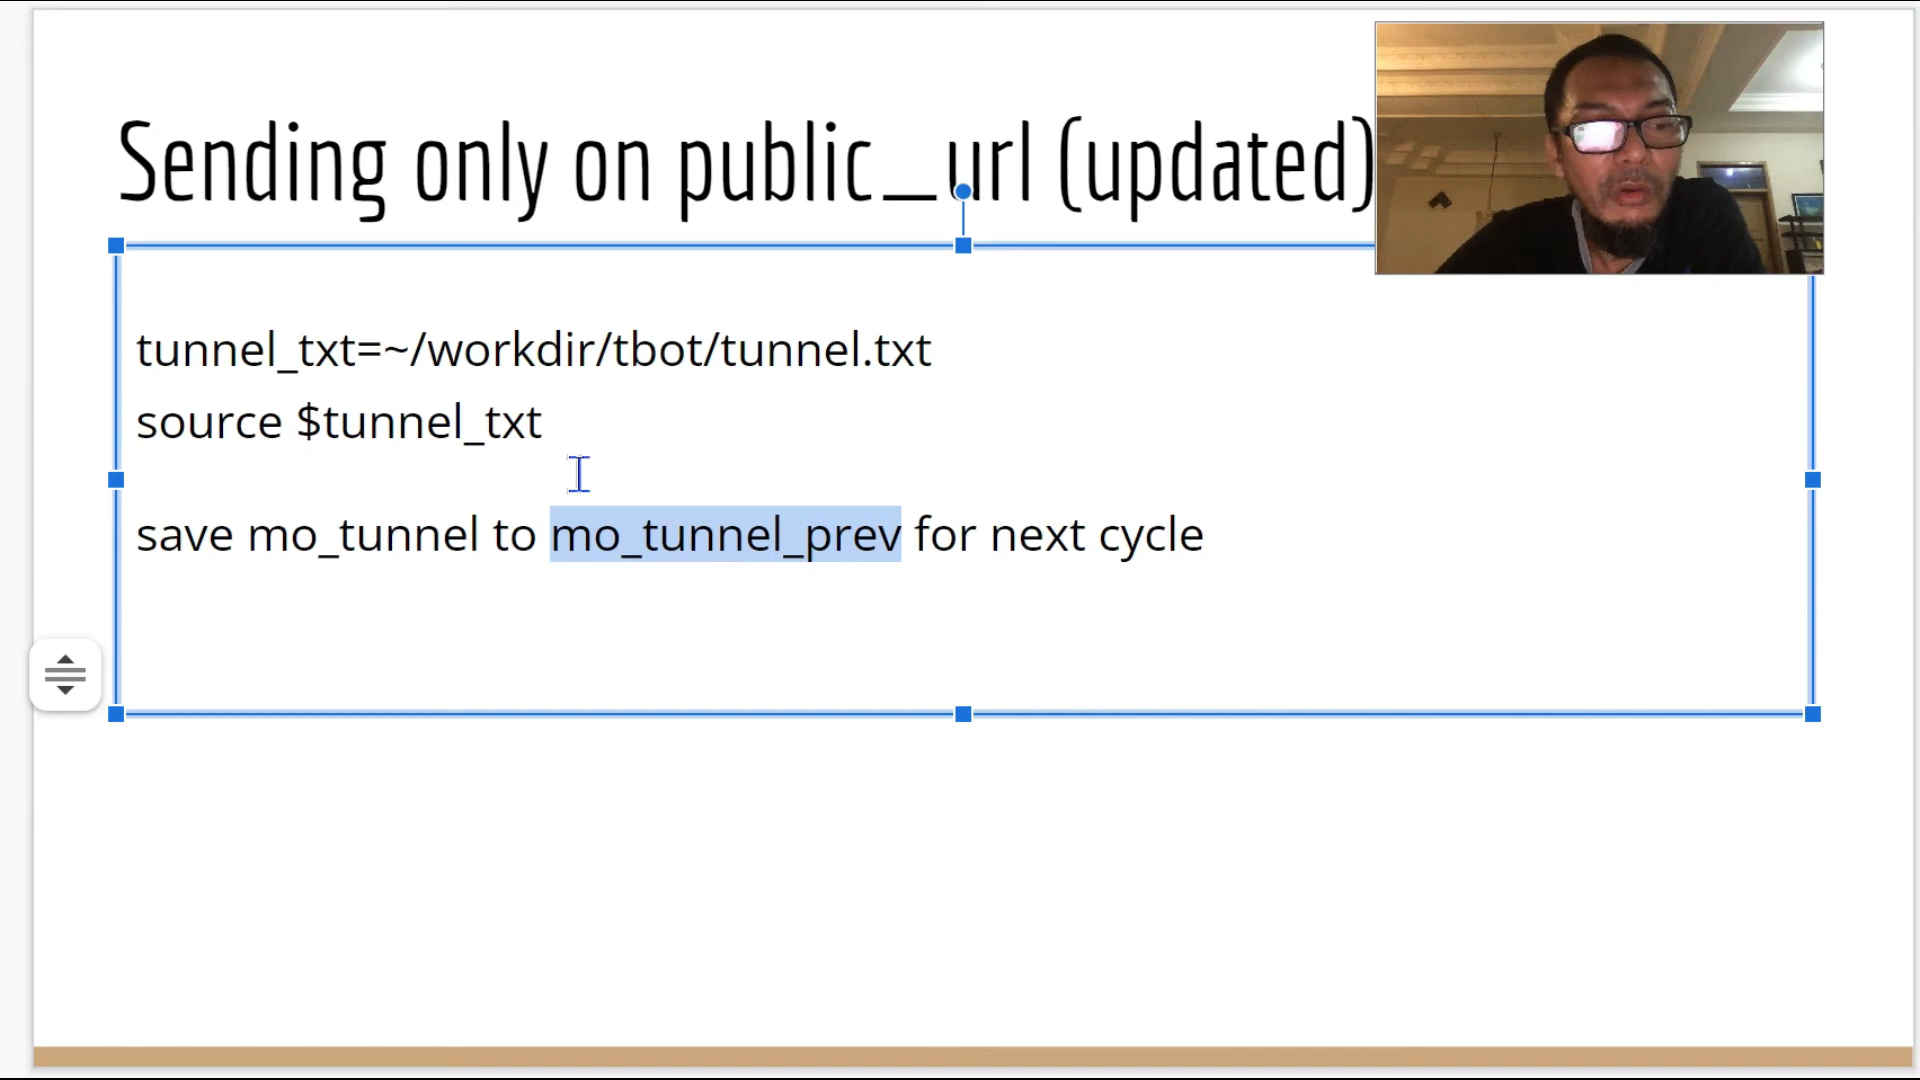 Sending only on public_url (updated)
tunnel_txt=~/workdir/tbot/tunnel.txt
source $tunnel_txt
save mo_tunnel to mo_tunnel_prev for next cycle